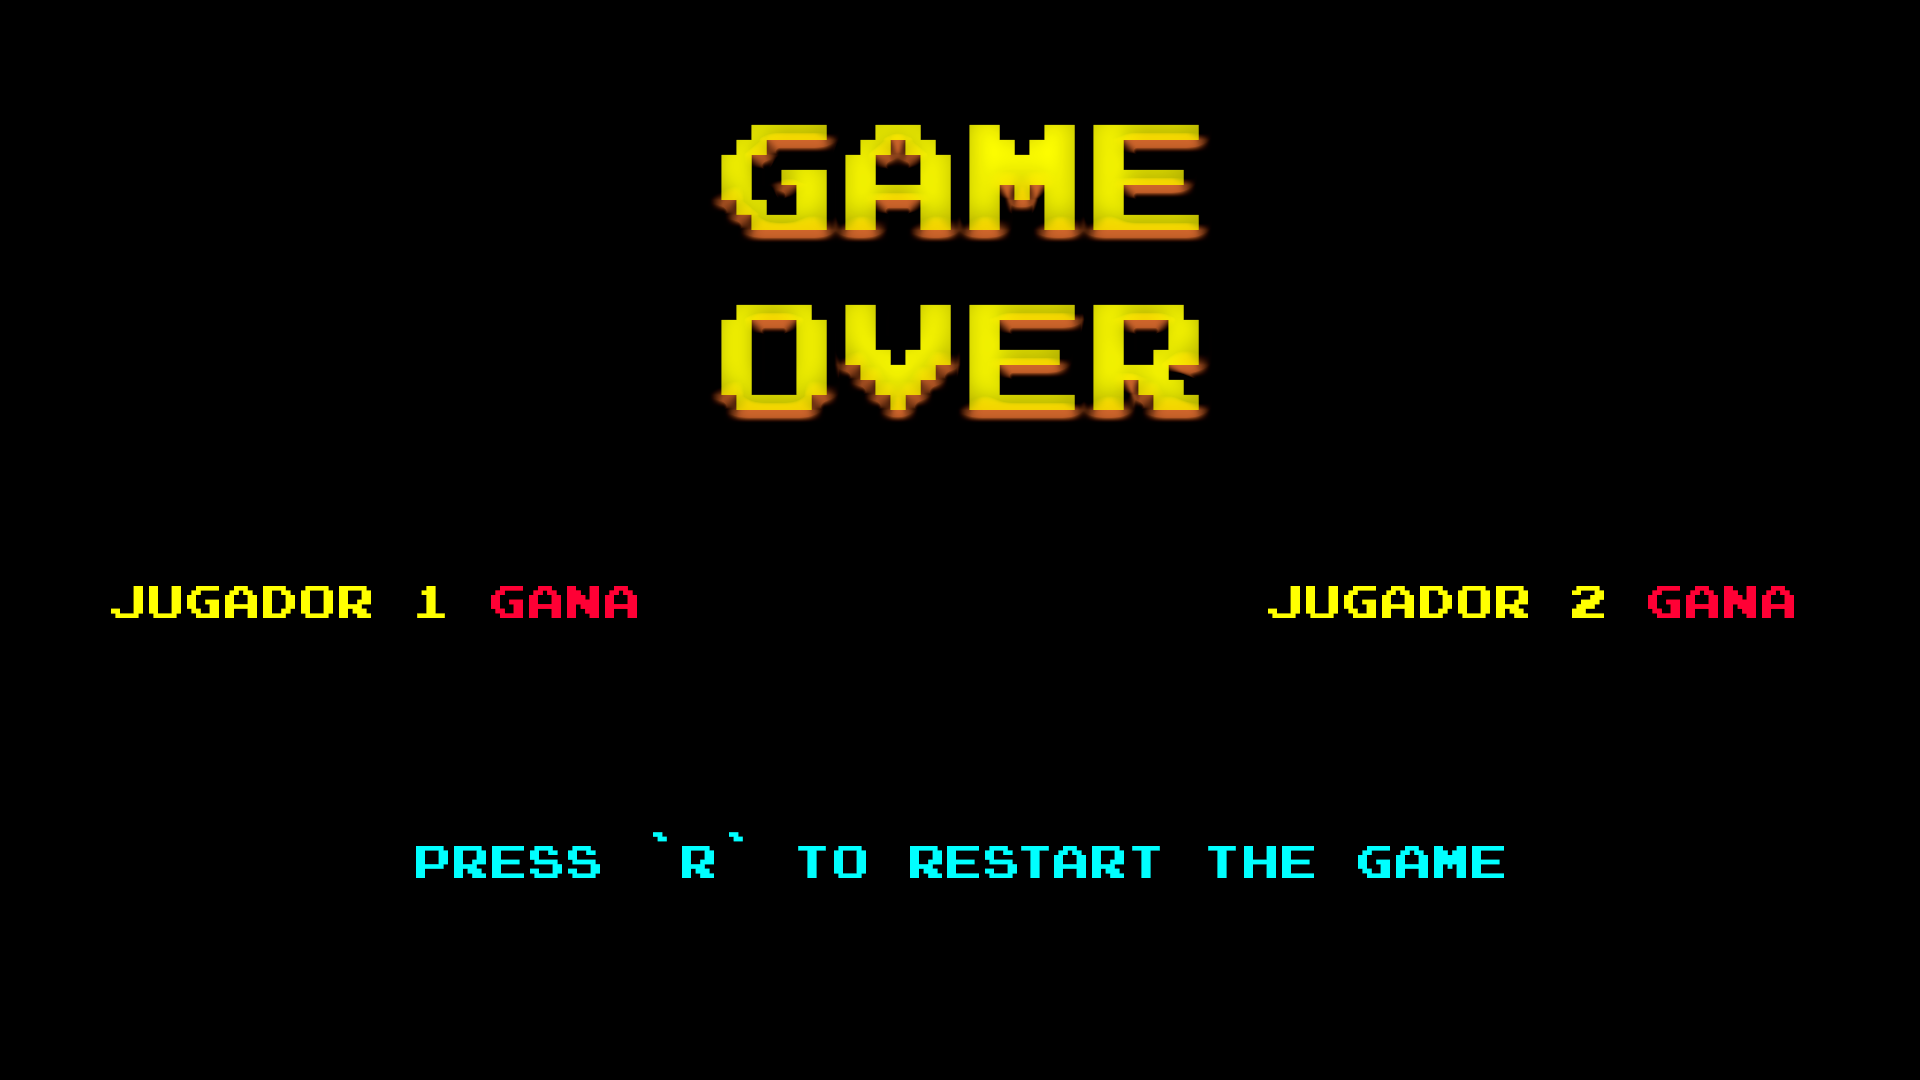 GAME
OVER
JUGADOR 1 GANA
JUGADOR 2 GANA
PRESS `R` TO RESTART THE GAME